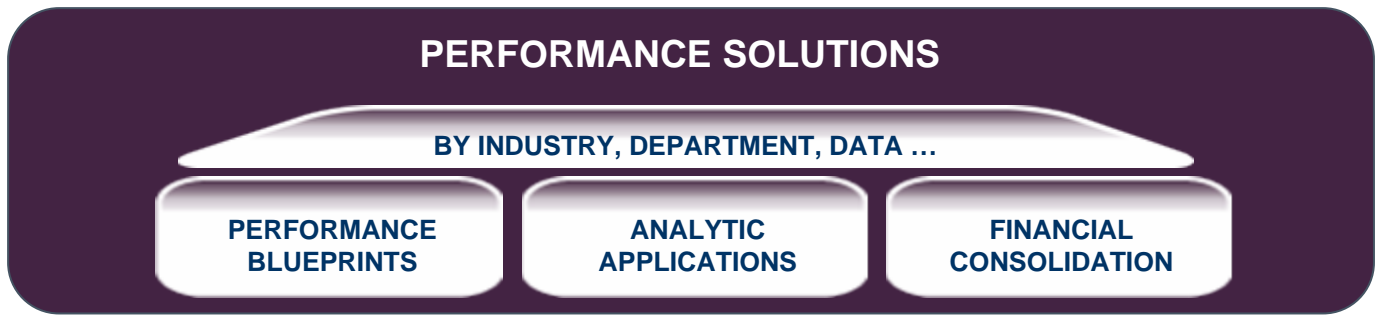 PERFORMANCE SOLUTIONS
BY INDUSTRY, DEPARTMENT, DATA …
PERFORMANCE
BLUEPRINTS
ANALYTIC
APPLICATIONS
FINANCIAL
CONSOLIDATION